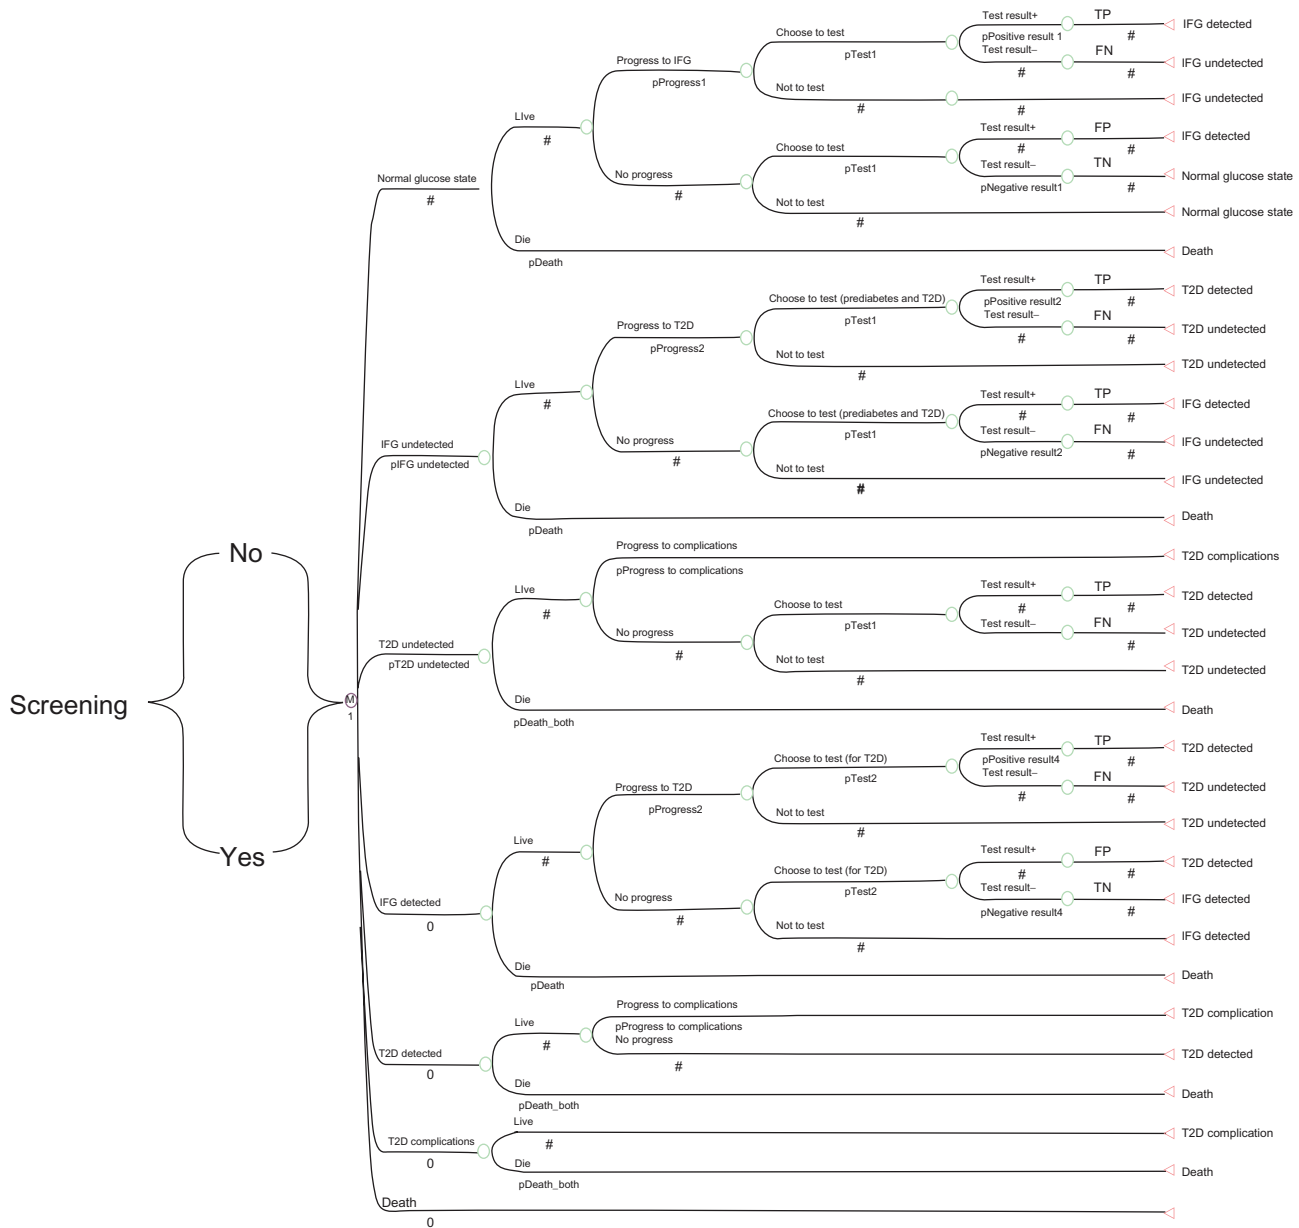 Screening
No
Yes
M
1
Normal glucose state
#
LIve
#
Progress to IFG
pProgress1
Choose to test
pTest1
Test result+
pPositive result 1
TP
#
IFG detected
Test result–
#
FN
#
IFG undetected
Not to test
#
#
IFG undetected
No progress
#
Choose to test
pTest1
Test result+
#
FP
#
IFG detected
Test result–
pNegative result1
TN
#
Normal glucose state
Not to test
#
Normal glucose state
Die
pDeath
Death
IFG undetected
pIFG undetected
LIve
#
Progress to T2D
pProgress2
Choose to test (prediabetes and T2D)
pTest1
Test result+
pPositive result2
TP
#
T2D detected
Test result–
#
FN
#
T2D undetected
Not to test
#
T2D undetected
No progress
#
Choose to test (prediabetes and T2D)
pTest1
Test result+
#
TP
#
IFG detected
Test result–
pNegative result2
FN
#
IFG undetected
Not to test
#
IFG undetected
Die
pDeath
Death
T2D undetected
pT2D undetected
LIve
#
Progress to complications
pProgress to complications
T2D complications
No progress
#
Choose to test
pTest1
Test result+
#
TP
#
T2D detected
Test result–
FN
#
T2D undetected
Not to test
#
T2D undetected
Die
pDeath_both
Death
IFG detected
0
Live
#
Progress to T2D
pProgress2
Choose to test (for T2D)
pTest2
Test result+
pPositive result4
TP
#
T2D detected
Test result–
#
FN
#
T2D undetected
Not to test
#
T2D undetected
No progress
#
Choose to test (for T2D)
pTest2
Test result+
#
FP
#
T2D detected
Test result–
pNegative result4
TN
#
IFG detected
Not to test
#
IFG detected
Die
pDeath
Death
T2D detected
0
Live
#
Progress to complications
pProgress to complications
T2D complication
No progress
#
T2D detected
Die
pDeath_both
Death
T2D complications
0
Live
#
T2D complication
Die
pDeath_both
Death
Death
0